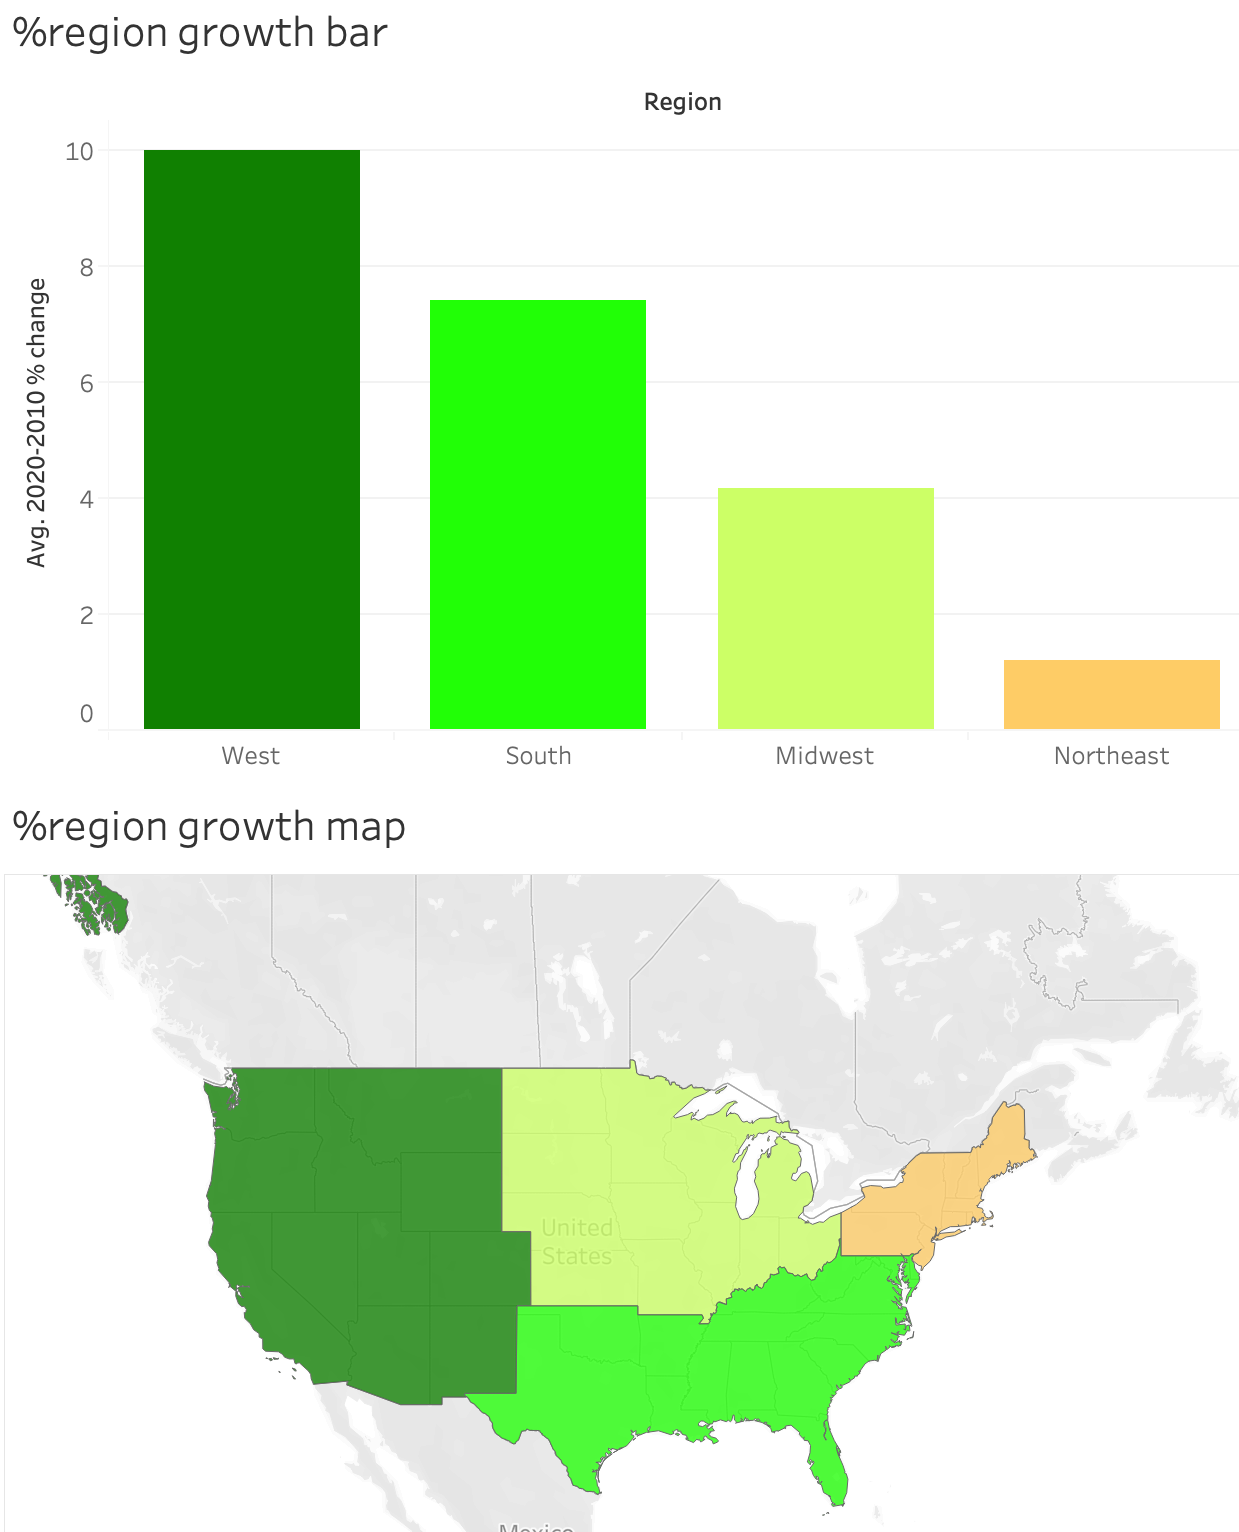 %region growth bar
Region
Avg. 2020-2010 % change
10
8
6
4
2
0
West
South
Midwest
Northeast
%region growth map
United
States
Mexico